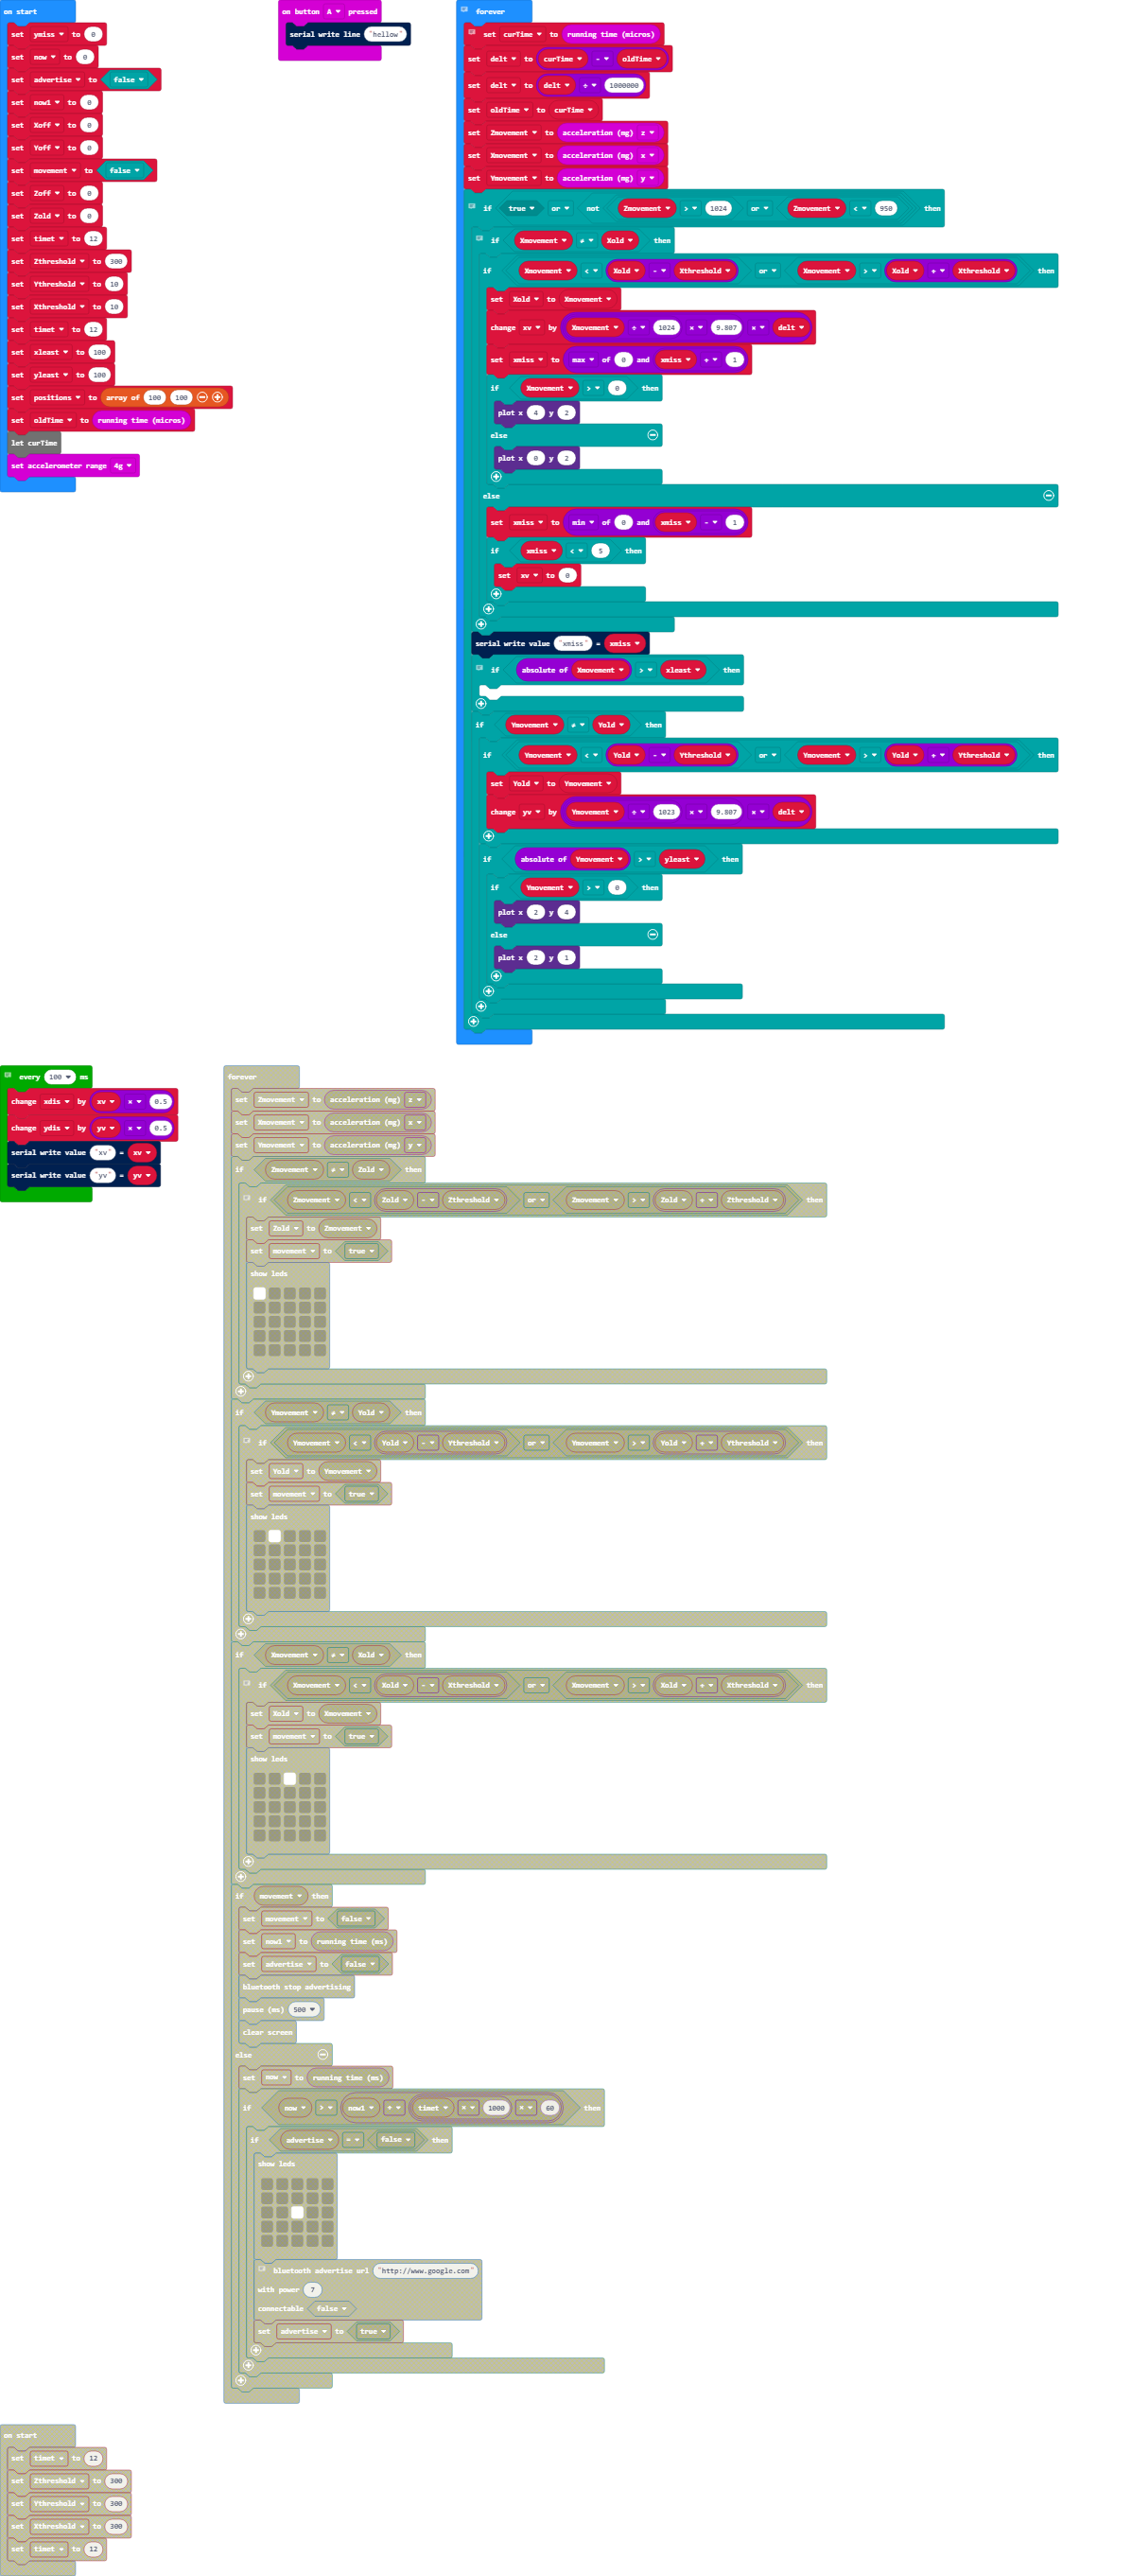 on start
set ymiss to 0
set now to 0
set advertise to false
set now1 to 0
set Xoff to 0
set Yoff to 0
set movement to false
set Zoff to 0
set Zold to 0
set timet to 12
set Zthreshold to 300
set Ythreshold to 10
set Xthreshold to 10
set timet to 12
set xleast to 100
set yleast to 100
set positions to array of 100 100
set oldTime to running time (micros)
let curTime
set accelerometer range 4g
on button A pressed
serial write line "hellow"
forever
set curTime to running time (micros)
set delt to curTime - oldTime
set delt to delt ÷ 1000000
set oldTime to curTime
set Zmovement to acceleration (mg) z
set Xmovement to acceleration (mg) x
set Ymovement to acceleration (mg) y
if true or not Zmovement > 1024 or Zmovement < 950 then
if Xmovement ≠ Xold then
if Xmovement < Xold - Xthreshold or Xmovement > Xold + Xthreshold then
set Xold to Xmovement
change xv by Xmovement ÷ 1024 × 9.807 × delt
set xmiss to max of 0 and xmiss + 1
if Xmovement > 0 then
plot x 4 y 2
else
plot x 0 y 2
else
set xmiss to min of 0 and xmiss - 1
if xmiss < 5 then
set xv to 0
serial write value "xmiss" = xmiss
if absolute of Xmovement > xleast then
if Ymovement ≠ Yold then
if Ymovement < Yold - Ythreshold or Ymovement > Yold + Ythreshold then
set Yold to Ymovement
change yv by Ymovement ÷ 1023 × 9.807 × delt
if absolute of Ymovement > yleast then
if Ymovement > 0 then
plot x 2 y 4
else
plot x 2 y 1
every 100 ms
change xdis by xv × 0.5
change ydis by yv × 0.5
serial write value "xv" = xv
serial write value "yv" = yv
forever
set Zmovement to acceleration (mg) z
set Xmovement to acceleration (mg) x
set Ymovement to acceleration (mg) y
if Zmovement ≠ Zold then
if Zmovement < Zold - Zthreshold or Zmovement > Zold + Zthreshold then
set Zold to Zmovement
set movement to true
show leds
if Ymovement ≠ Yold then
if Ymovement < Yold - Ythreshold or Ymovement > Yold + Ythreshold then
set Yold to Ymovement
set movement to true
show leds
if Xmovement ≠ Xold then
if Xmovement < Xold - Xthreshold or Xmovement > Xold + Xthreshold then
set Xold to Xmovement
set movement to true
show leds
if movement then
set movement to false
set now1 to running time (ms)
set advertise to false
bluetooth stop advertising
pause (ms) 500
clear screen
else
set now to running time (ms)
if now > now1 + timet × 1000 × 60 then
if advertise = false then
show leds
bluetooth advertise url "http://www.google.com"
with power 7
connectable false
set advertise to true
on start
set timet to 12
set Zthreshold to 300
set Ythreshold to 300
set Xthreshold to 300
set timet to 12